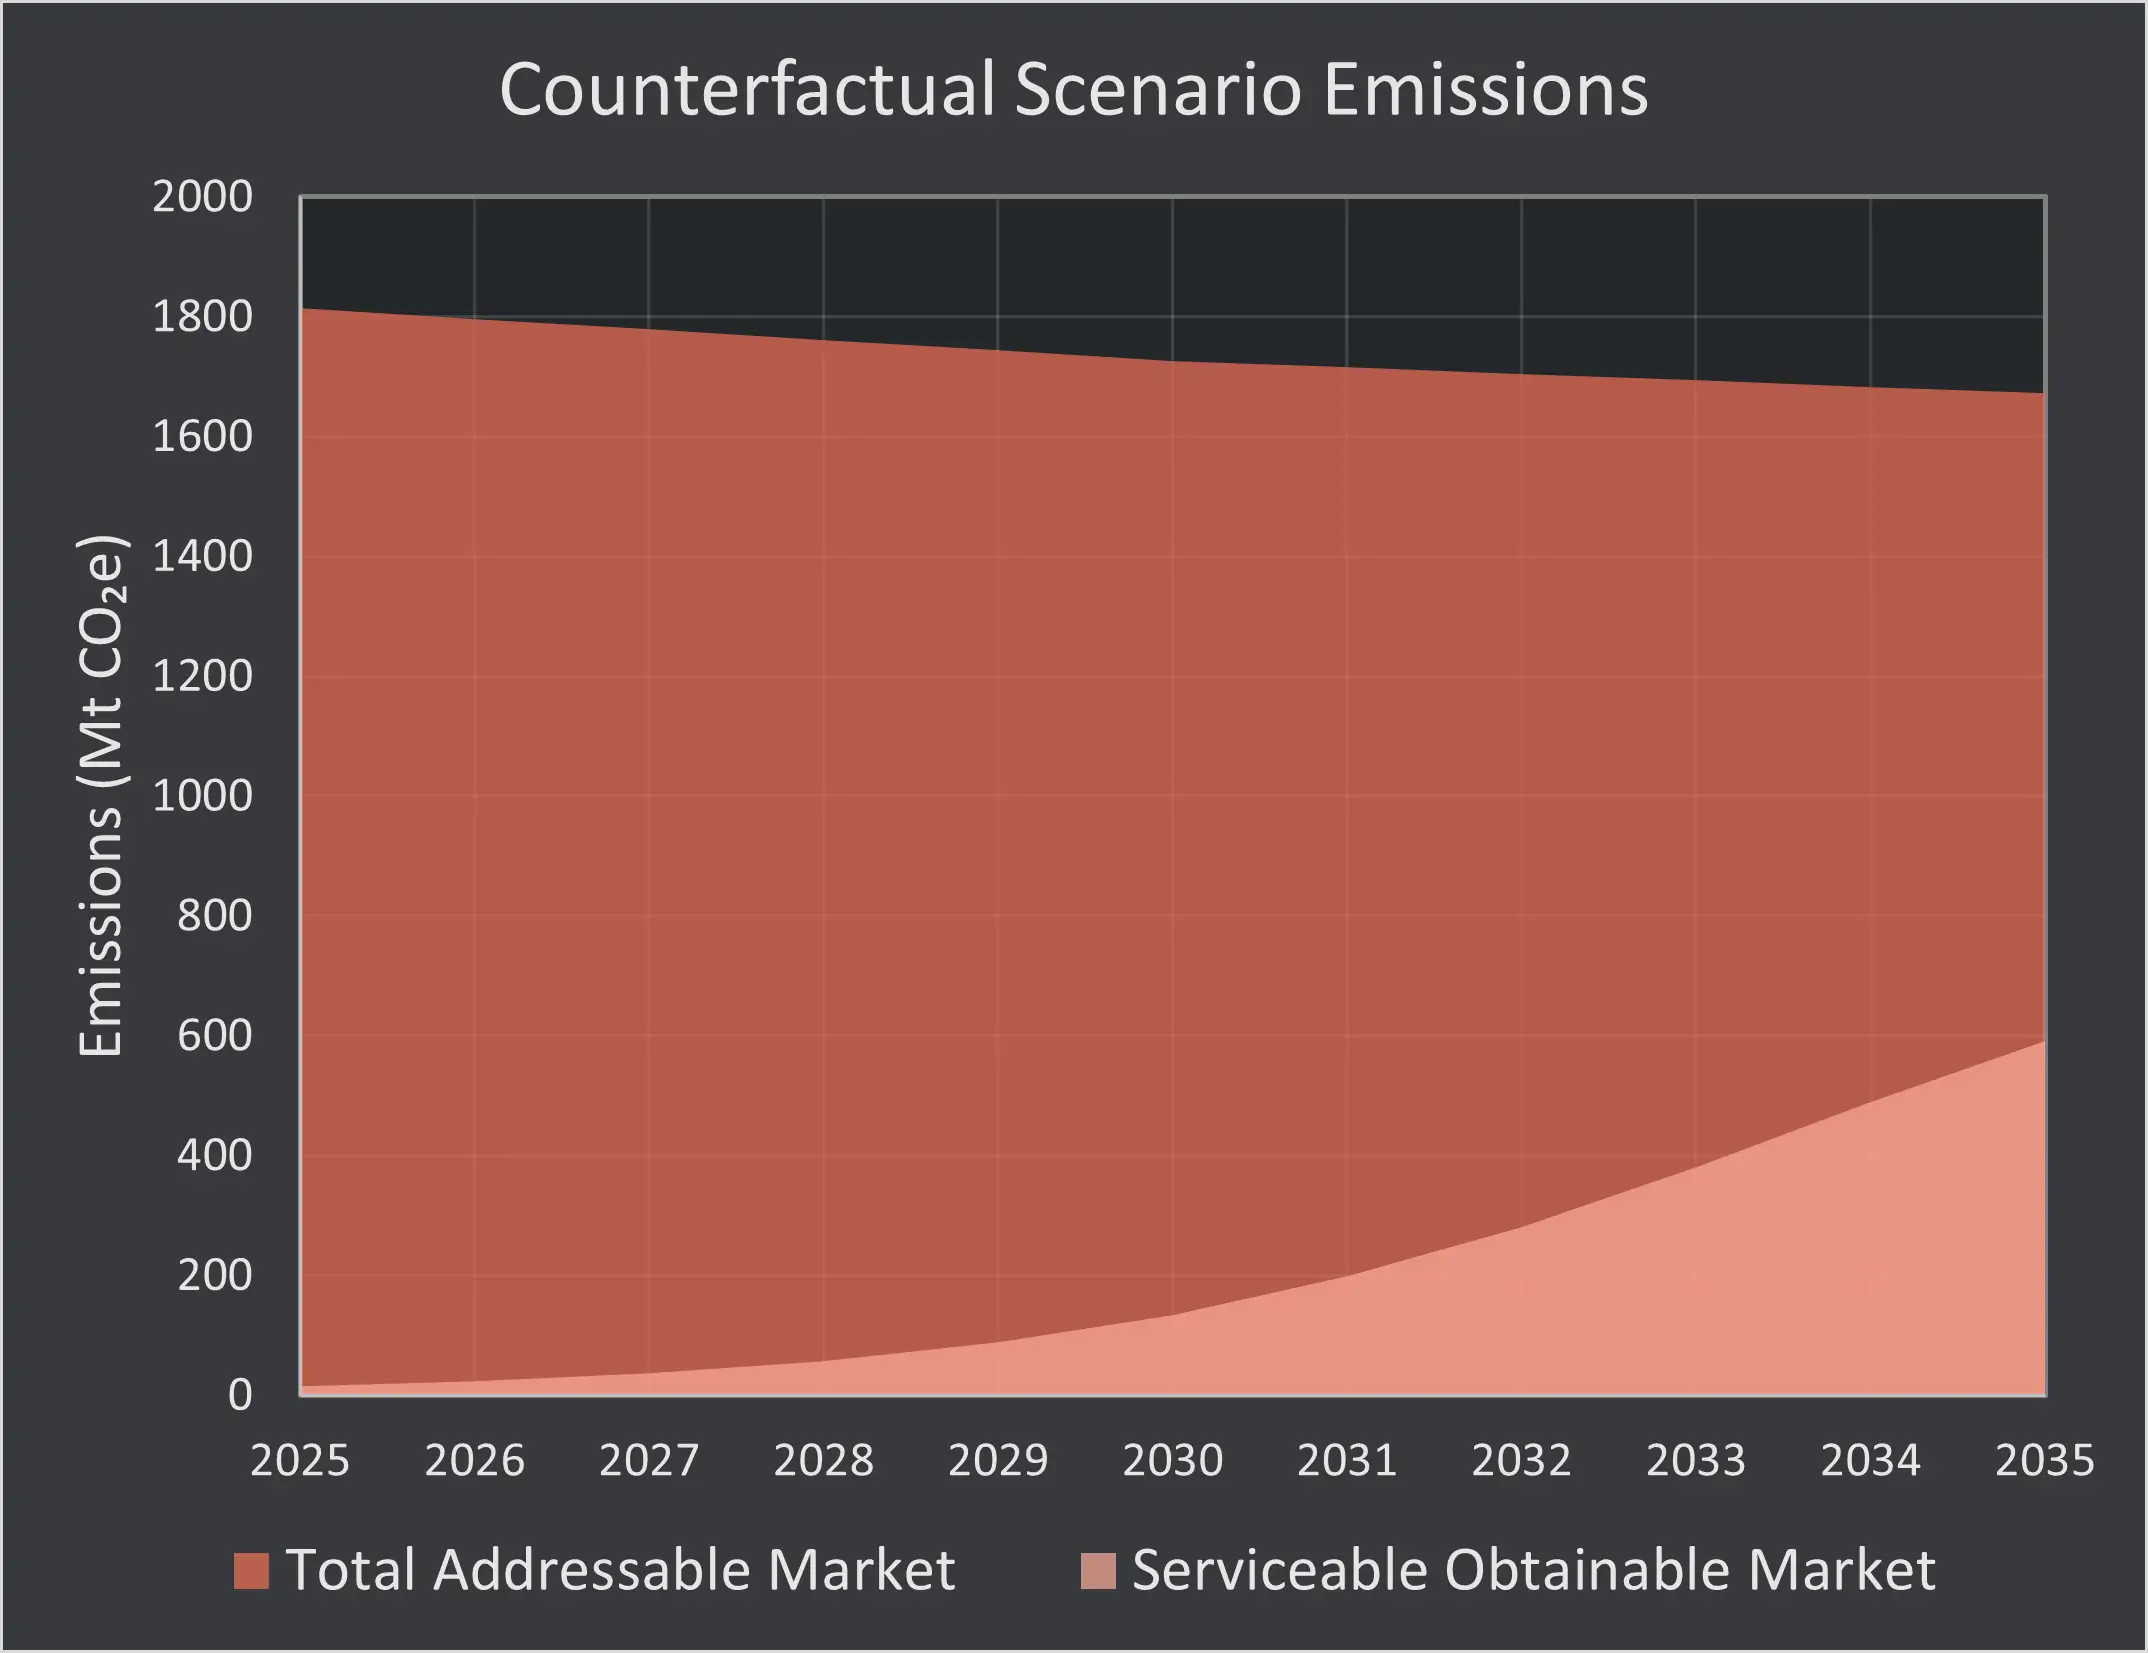 Counterfactual Scenario Emissions
2000
1800
1600
1400
1200
1000
800
600
400
200
0
Emissions (Mt CO₂e)
2025 2026 2027 2028 2029 2030 2031 2032 2033 2034 2035
Total Addressable Market Serviceable Obtainable Market